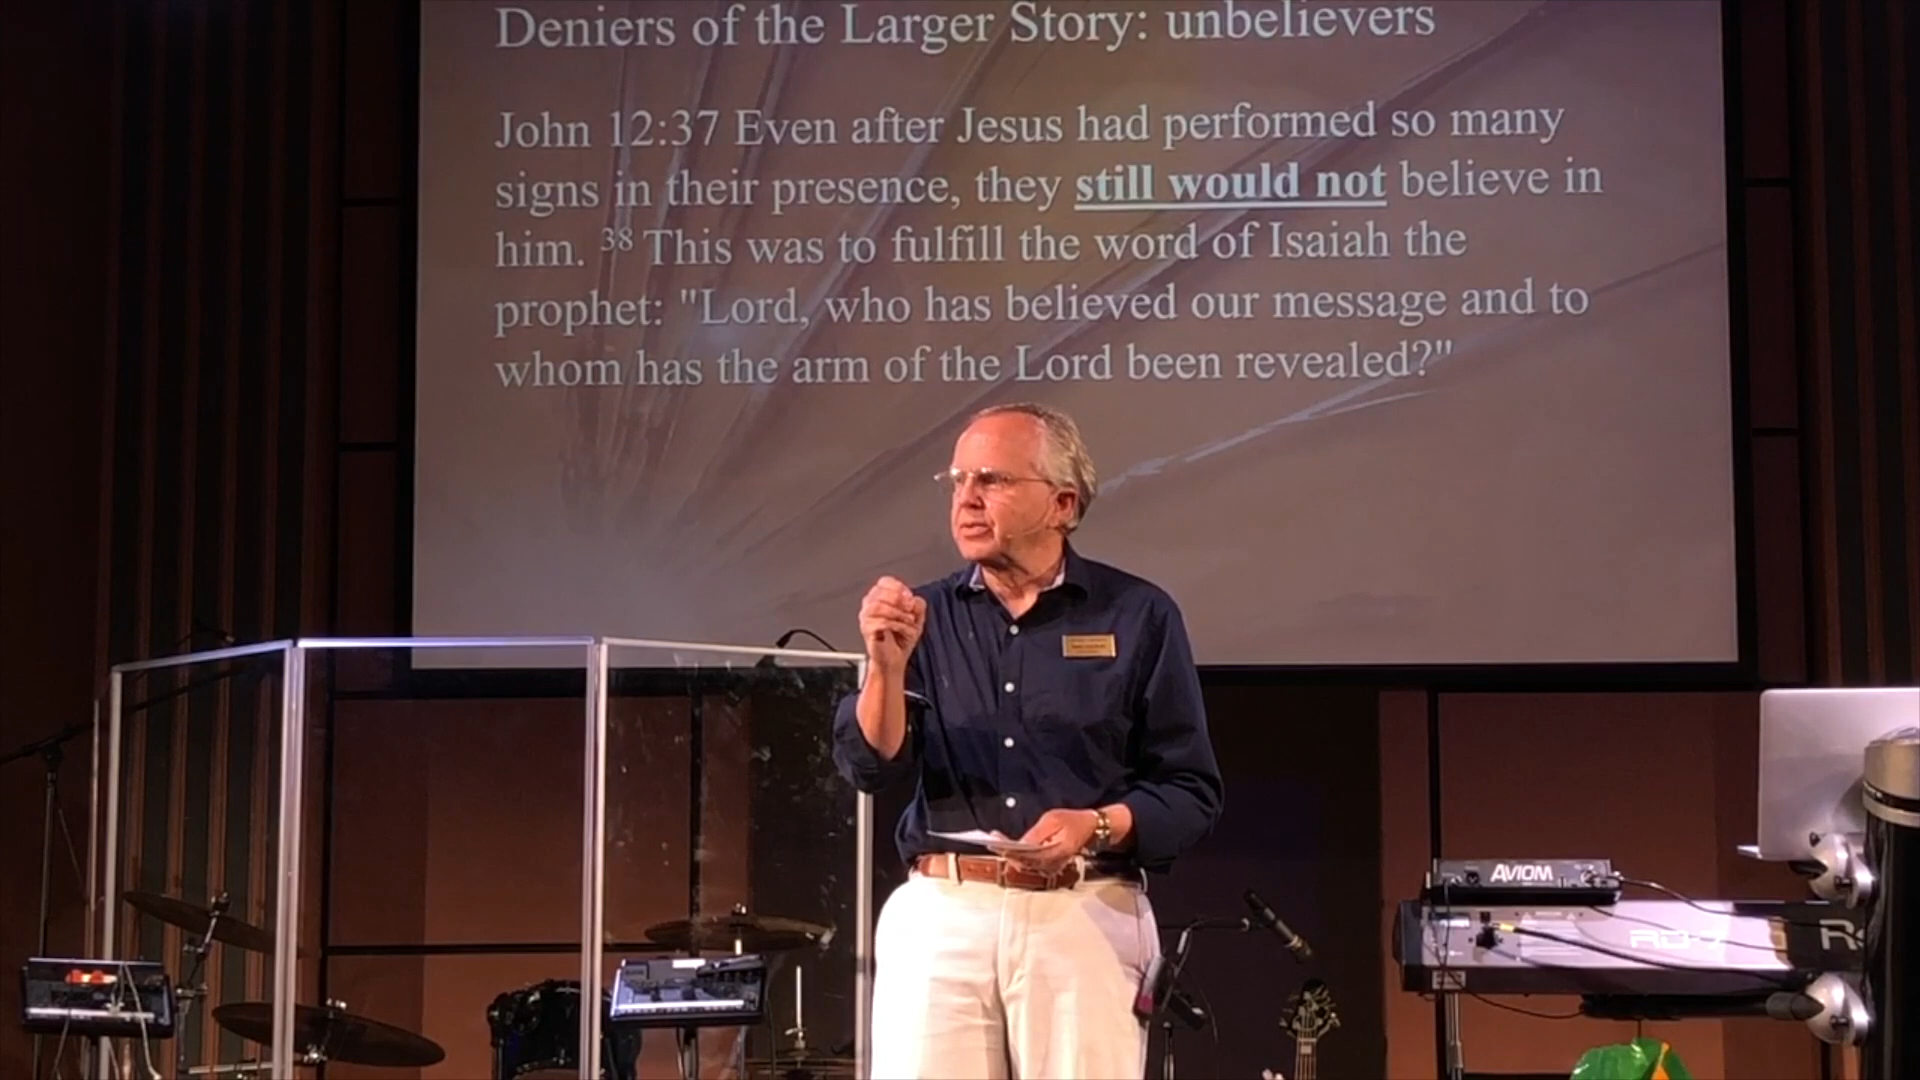 Deniers of the Larger Story: unbelievers
John 12:37 Even after Jesus had performed so many
signs in their presence, they still would not believe in
him. 38 This was to fulfill the word of Isaiah the
prophet: "Lord, who has believed our message and to
whom has the arm of the Lord been revealed?"
AVIOM
RD-7